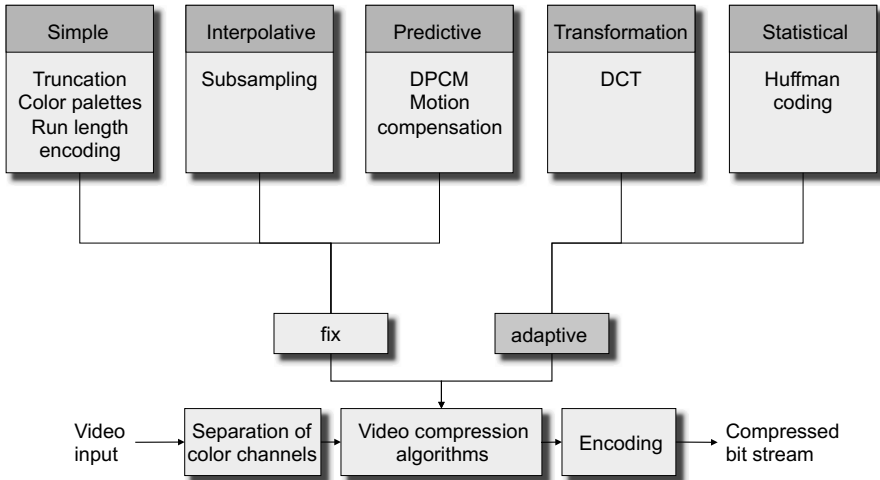 Simple
Interpolative
Predictive
Transformation
Statistical
Truncation
Color palettes
Run length
encoding
Subsampling
DPCM
Motion
compensation
DCT
Huffman
coding
fix
adaptive
Video
input
Separation of
color channels
Video compression
algorithms
Encoding
Compressed
bit stream